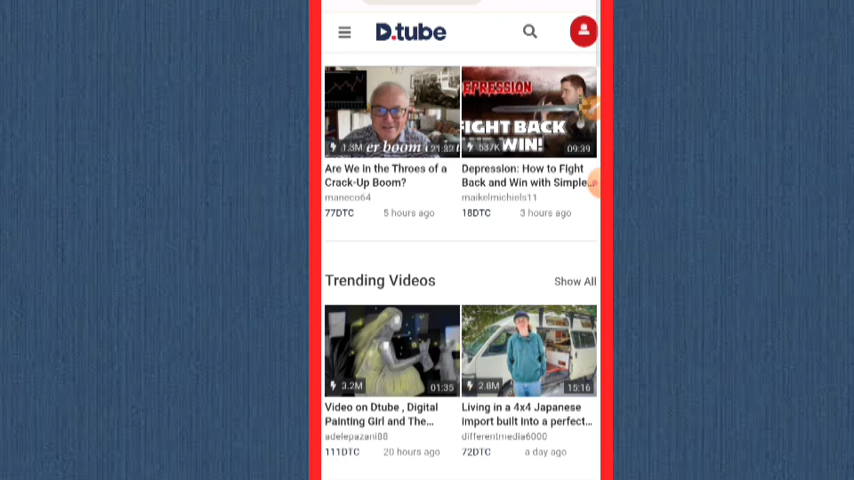 D.tube
EPRESSION
FIGHT BACK
WIN!
1.3M er boom 21:32
537K 09:39
Are We In the Throes of a
Crack-Up Boom?
maneco64
77DTC 5 hours ago
Depression: How to Fight
Back and Win with Simple...
maikelmichiels11
18DTC 3 hours ago
Trending Videos Show All
3.2M 01:35
2.8M 15:16
Video on Dtube , Digital
Painting Girl and The...
adelepazani88
111DTC 20 hours ago
Living in a 4x4 Japanese
import built into a perfect...
differentmedia6000
72DTC a day ago